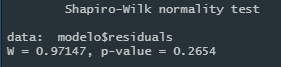 Shapiro-Wilk normality test
data:  modelo$residuals
W = 0.97147, p-value = 0.2654